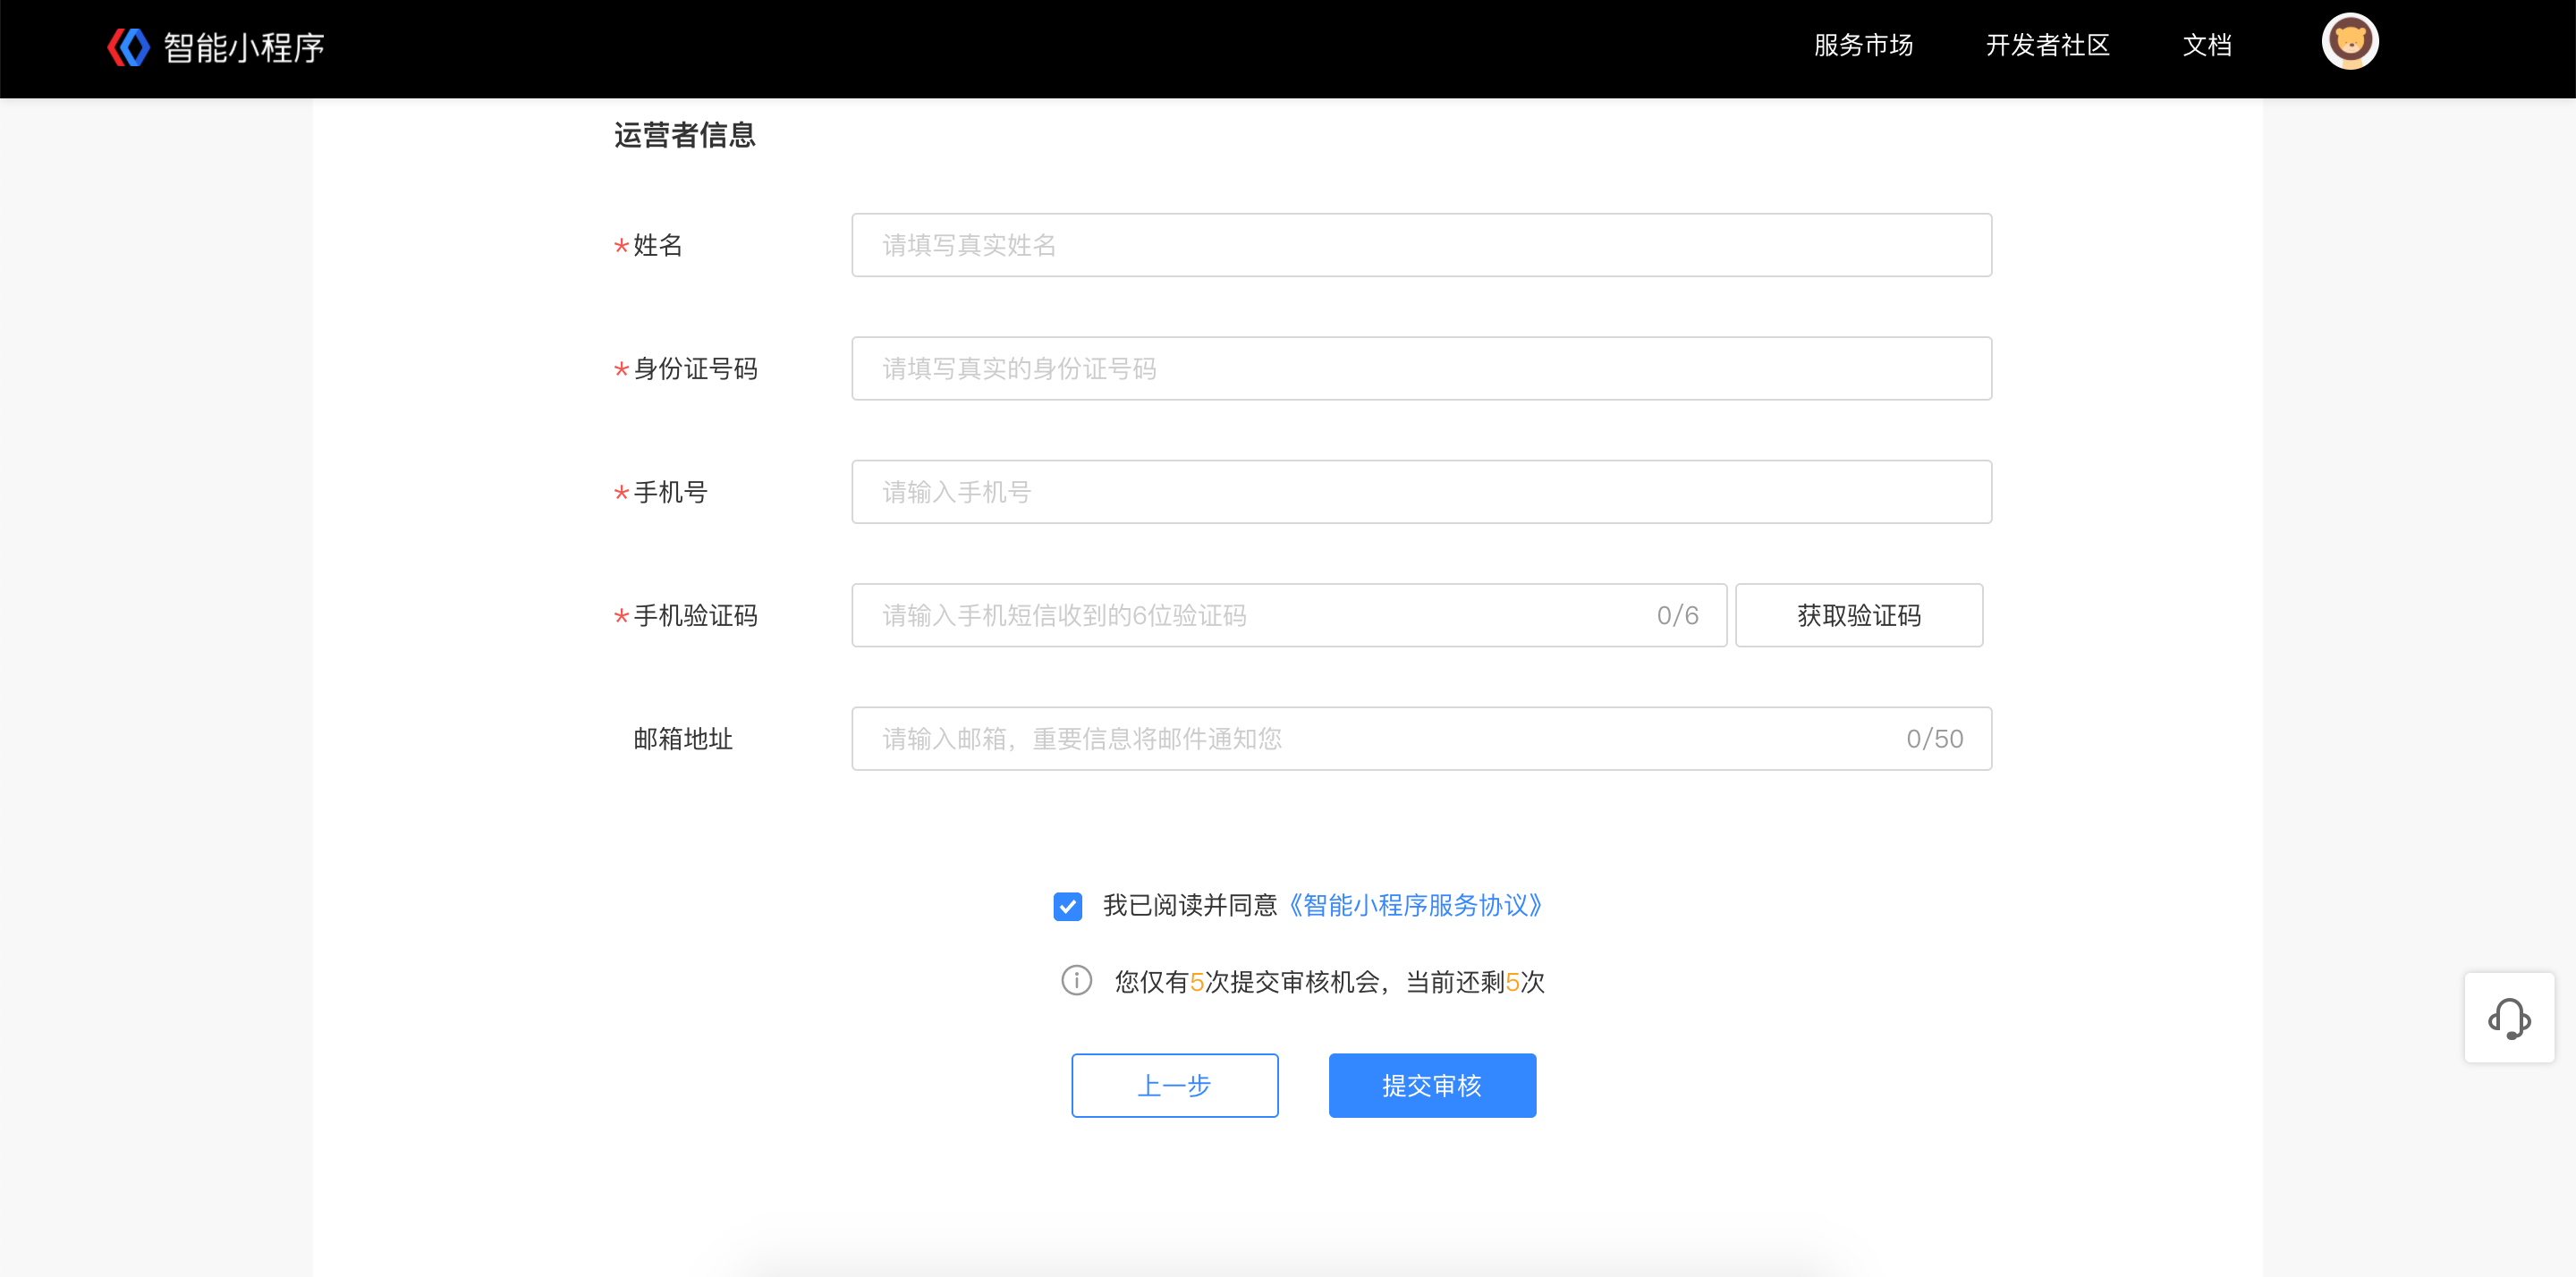 智能小程序
服务市场
开发者社区
文档
运营者信息
*姓名
请填写真实姓名
*身份证号码
请填写真实的身份证号码
*手机号
请输入手机号
*手机验证码
请输入手机短信收到的6位验证码
0/6
获取验证码
邮箱地址
请输入邮箱，重要信息将邮件通知您
0/50
我已阅读并同意《智能小程序服务协议》
您仅有5次提交审核机会，当前还剩5次
上一步
提交审核